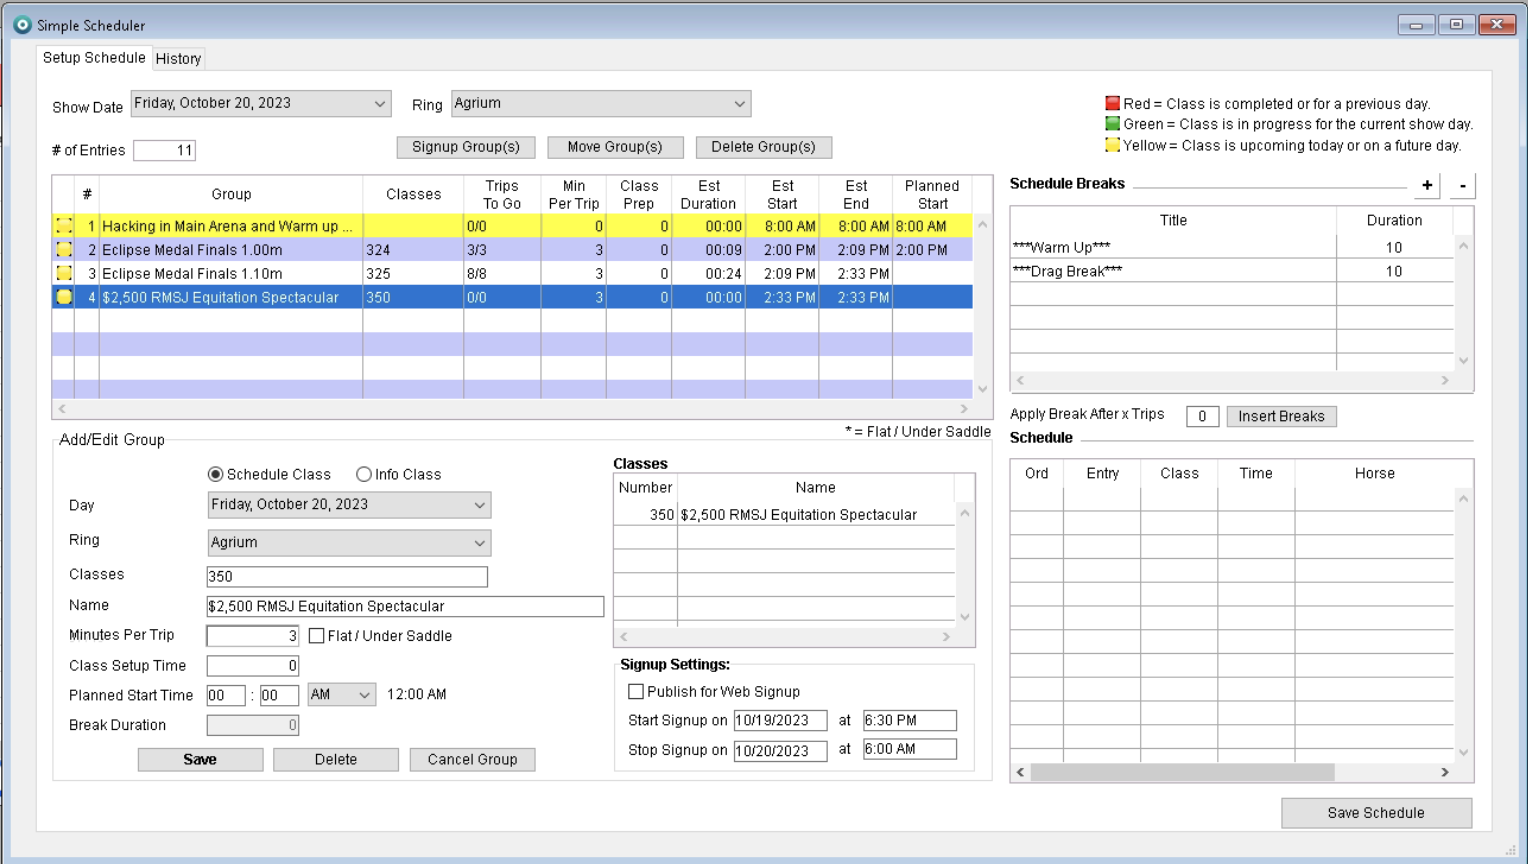 Simple Scheduler
Setup Schedule
History
Show Date
Friday, October 20, 2023
Ring
Agrium
# of Entries
11
Signup Group(s)
Move Group(s)
Delete Group(s)
Red = Class is completed or for a previous day.
Green = Class is in progress for the current show day.
Yellow = Class is upcoming today or on a future day.
# Group Classes Trips To Go Min Per Trip Class Prep Est Duration Est Start Est End Planned Start
1 Hacking in Main Arena and Warm up ... 0/0 0 0 00:00 8:00 AM 8:00 AM 8:00 AM
2 Eclipse Medal Finals 1.00m 324 3/3 3 0 00:09 2:00 PM 2:09 PM 2:00 PM
3 Eclipse Medal Finals 1.10m 325 8/8 3 0 00:24 2:09 PM 2:33 PM
4 $2,500 RMSJ Equitation Spectacular 350 0/0 3 0 00:00 2:33 PM 2:33 PM
* = Flat / Under Saddle
Schedule Breaks
+ -
Title Duration
***Warm Up*** 10
***Drag Break*** 10
Apply Break After x Trips 0 Insert Breaks
Schedule
Ord Entry Class Time Horse
Add/Edit Group
Schedule Class
Info Class
Day Friday, October 20, 2023
Ring Agrium
Classes 350
Name $2,500 RMSJ Equitation Spectacular
Minutes Per Trip 3 Flat / Under Saddle
Class Setup Time 0
Planned Start Time 00 : 00 AM 12:00 AM
Break Duration 0
Save
Delete
Cancel Group
Classes
Number Name
350 $2,500 RMSJ Equitation Spectacular
Signup Settings:
Publish for Web Signup
Start Signup on 10/19/2023 at 6:30 PM
Stop Signup on 10/20/2023 at 6:00 AM
Save Schedule